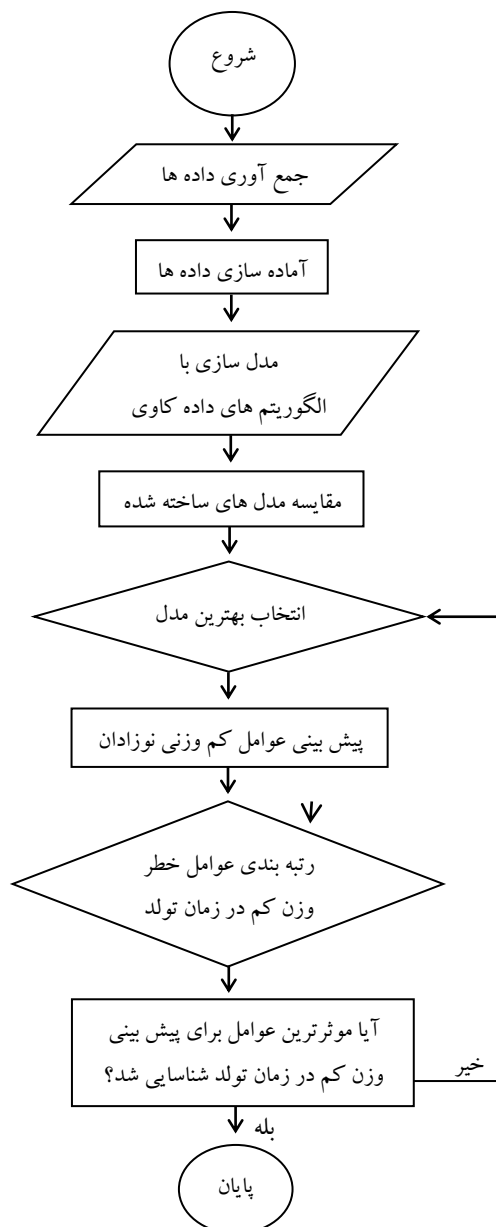 شروع
جمع آوری داده ها
آماده سازی داده ها
مدل سازی با
الگوریتم های داده کاوی
مقایسه مدل های ساخته شده
انتخاب بهترین مدل
پیش بینی عوامل کم وزنی نوزادان
رتبه بندی عوامل خطر
وزن کم در زمان تولد
آیا موثرترین عوامل برای پیش بینی
وزن کم در زمان تولد شناسایی شد؟
خیر
بله
پایان